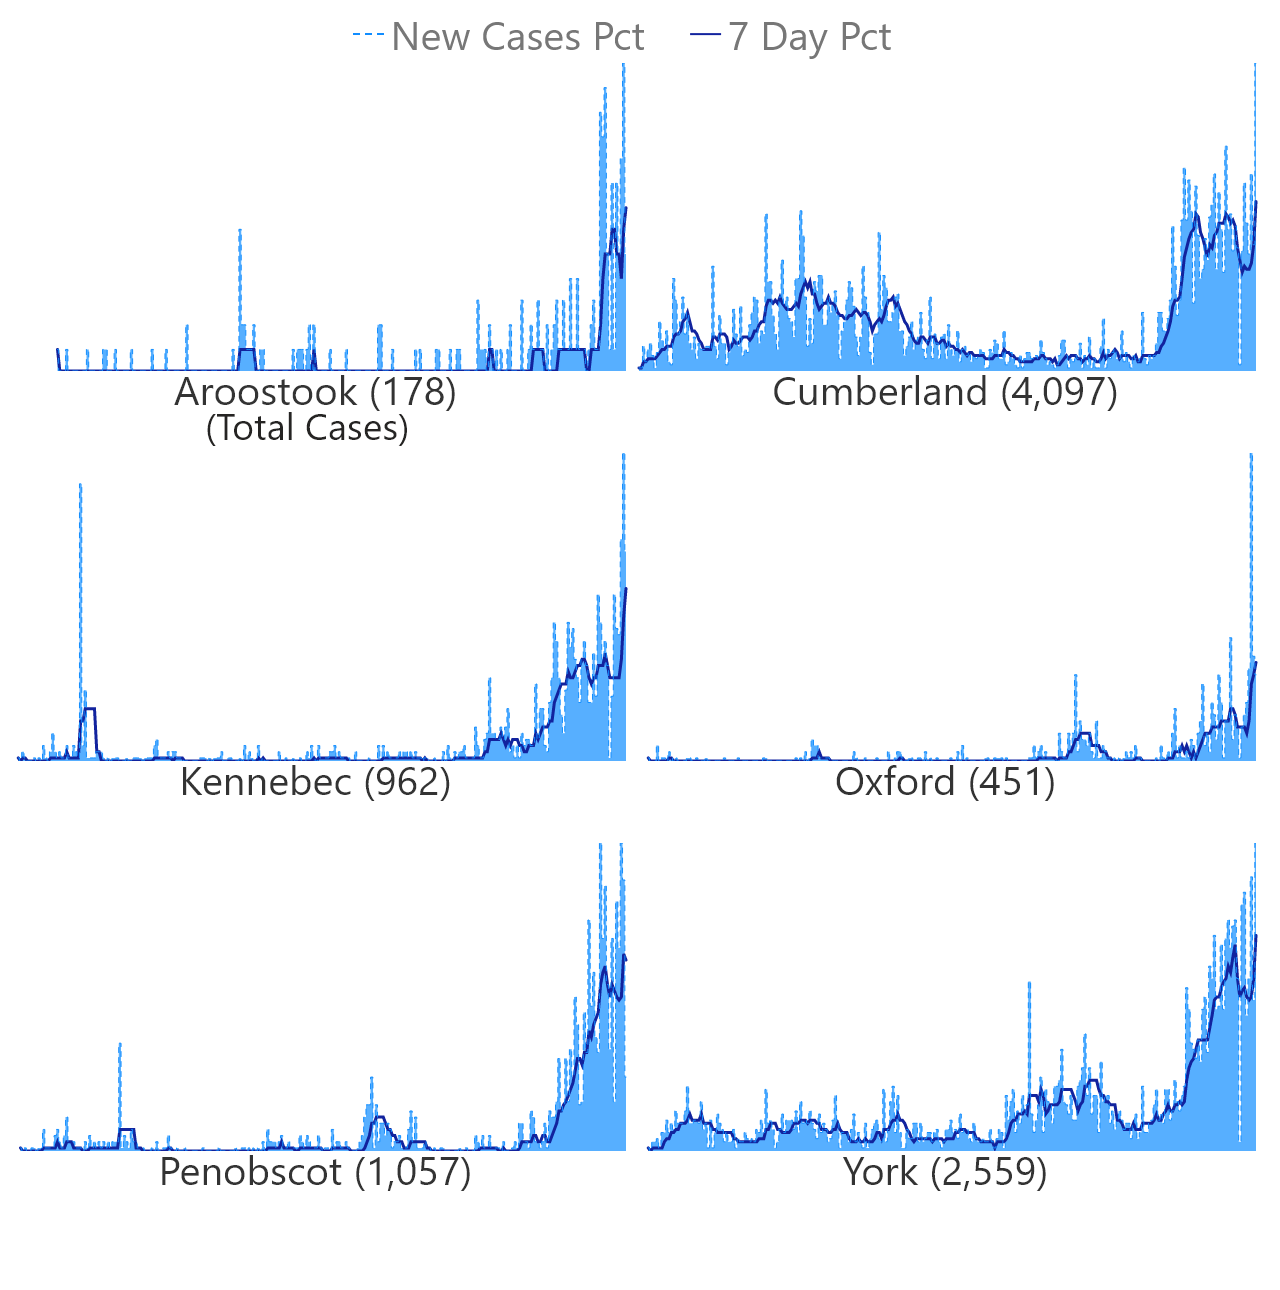 New Cases Pct 7 Day Pct
Aroostook (178) Cumberland (4,097)
(Total Cases)
Kennebec (962) Oxford (451)
Penobscot (1,057) York (2,559)